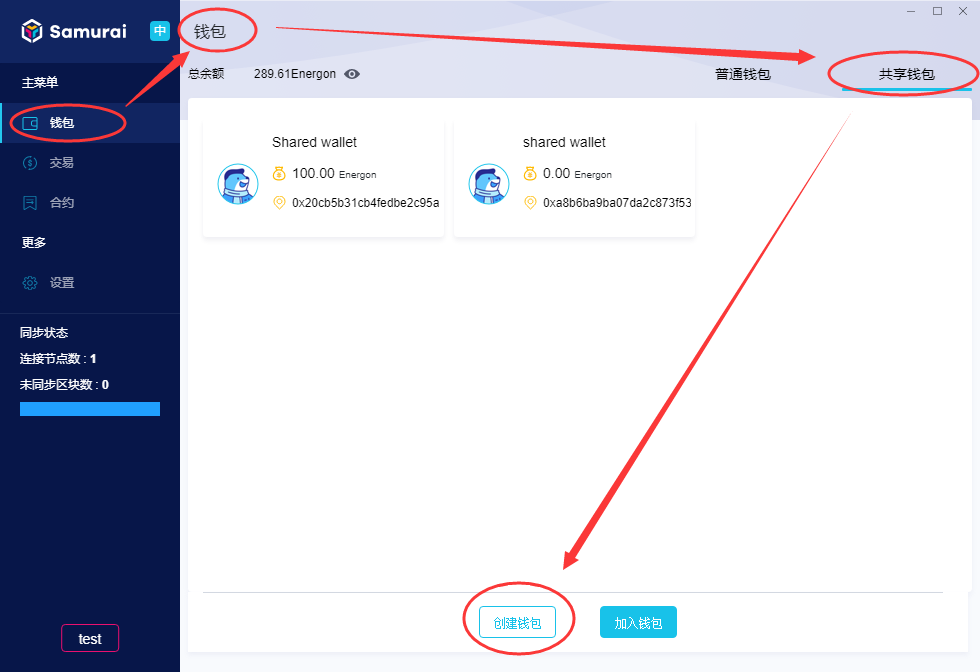 Samurai 中
主菜单
钱包
交易
合约
更多
设置
同步状态
连接节点数 : 1
未同步区块数 : 0
test
钱包
总余额 289.61Energon
普通钱包 共享钱包
Shared wallet
100.00 Energon
0x20cb5b31cb4fedbe2c95a
shared wallet
0.00 Energon
0xa8b6ba9ba07da2c873f53
创建钱包 加入钱包